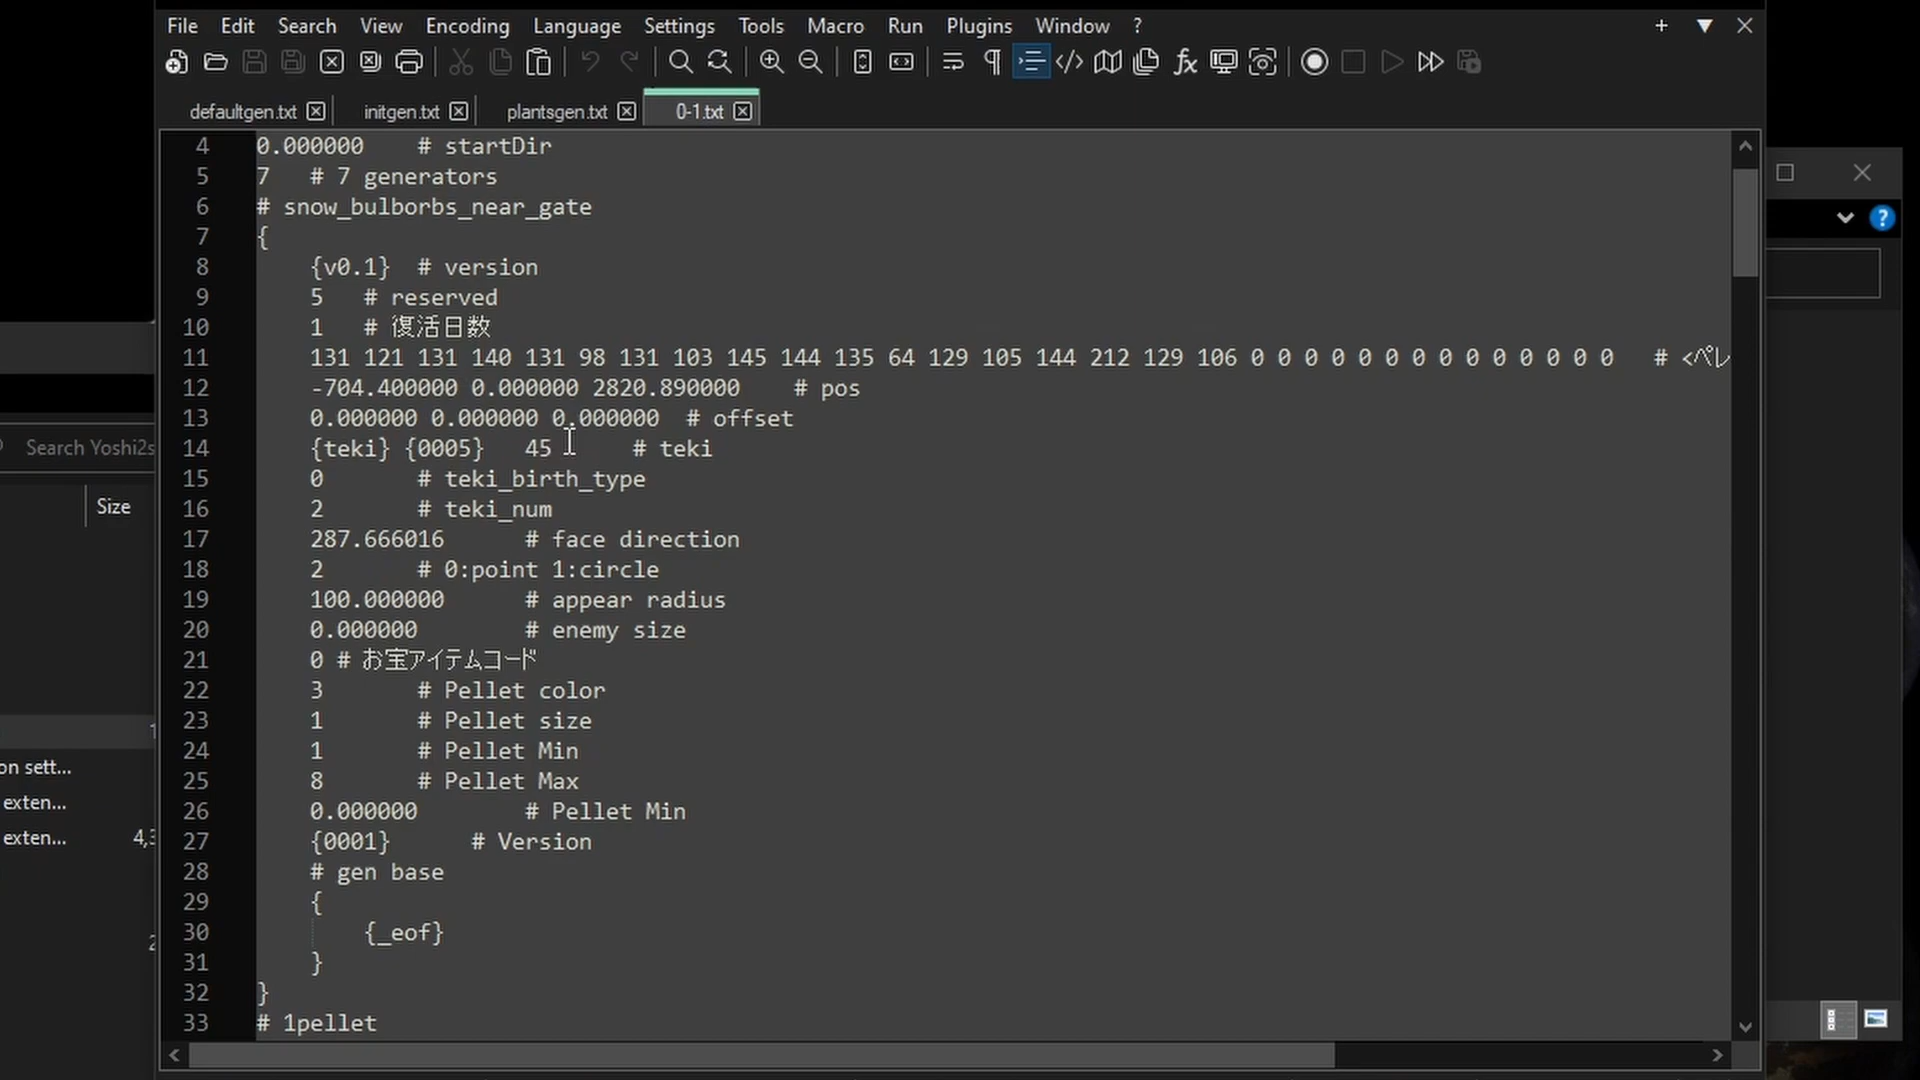 File Edit Search View Encoding Language Settings Tools Macro Run Plugins Window ?
defaultgen.txt initgen.txt plantsgen.txt 0-1.txt
4 0.000000 # startDir
5 7 # 7 generators
6 # snow_bulborbs_near_gate
7 {
8 {v0.1} # version
9 5 # reserved
10 1 # 復活日数
11 131 121 131 140 131 98 131 103 145 144 135 64 129 105 144 212 129 106 0 0 0 0 0 0 0 0 0 0 0 0 0 0 # <ペレ
12 -704.400000 0.000000 2820.890000 # pos
13 0.000000 0.000000 0.000000 # offset
14 {teki} {0005} 45 # teki
15 0 # teki_birth_type
16 2 # teki_num
17 287.666016 # face direction
18 2 # 0:point 1:circle
19 100.000000 # appear radius
20 0.000000 # enemy size
21 0 # お宝アイテムコード
22 3 # Pellet color
23 1 # Pellet size
24 1 # Pellet Min
25 8 # Pellet Max
26 0.000000 # Pellet Min
27 {0001} # Version
28 # gen base
29 {
30 {_eof}
31 }
32 }
33 # 1pellet
Search Yoshi2s
Size
1
on sett...
exten...
exten... 4,3
2